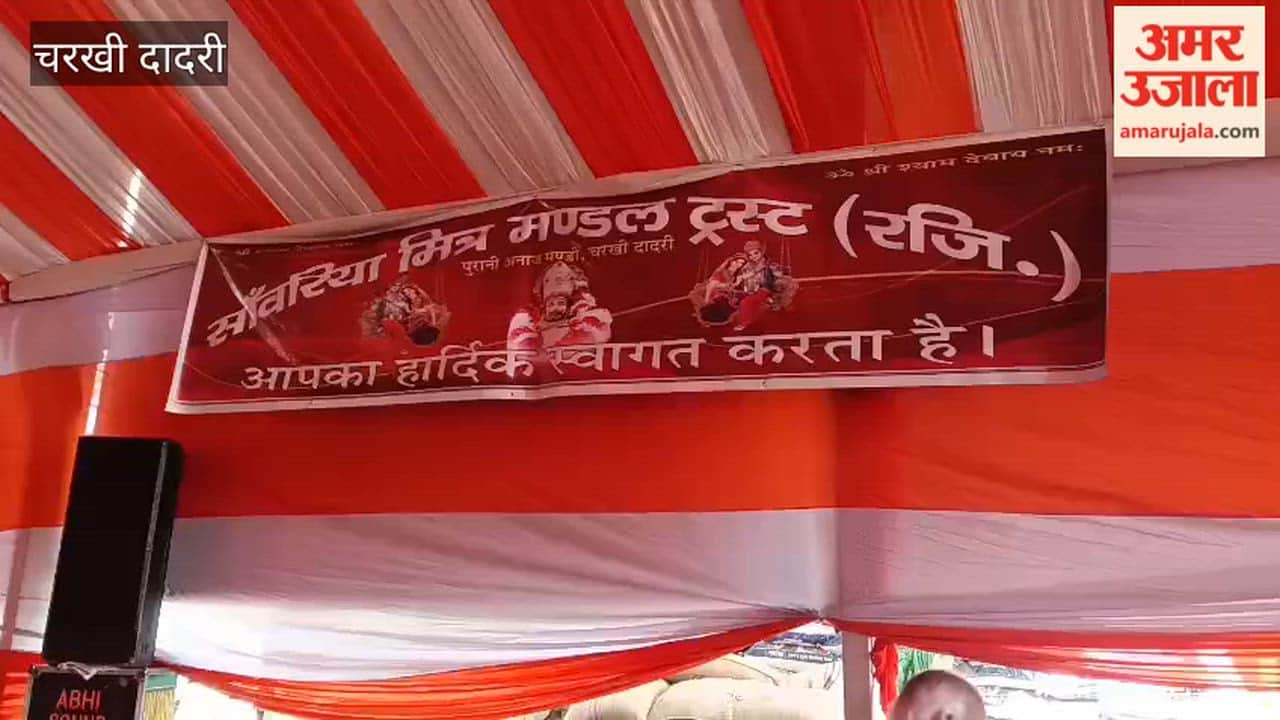 चरखी दादरी
अमर
उजाला
amarujala.com
श्री श्याम देवाय नमः
साँवरिया मित्र मण्डल ट्रस्ट (रजि.)
पुरानी अनाज मण्डी, चरखी दादरी
आपका हार्दिक स्वागत करता है।
ABHI
SOUND